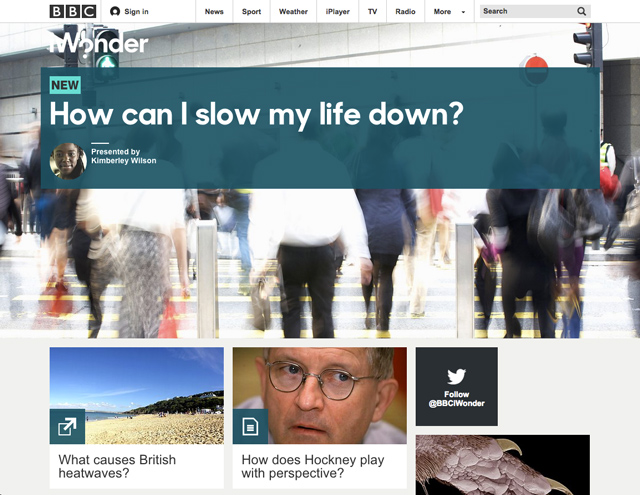 BBC
Sign in
News
Sport
Weather
iPlayer
TV
Radio
More
Search
iWonder
NEW
How can I slow my life down?
Presented by
Kimberley Wilson
What causes British
heatwaves?
How does Hockney play
with perspective?
Follow
@BBCiWonder